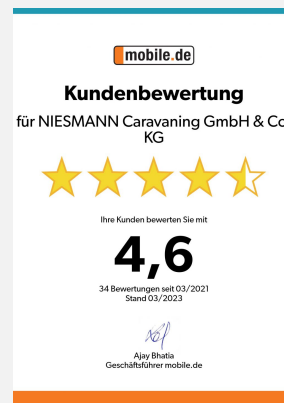 mobile.de
Kundenbewertung
für NIESMANN Caravaning GmbH & Co
KG
Ihre Kunden bewerten Sie mit
4,6
34 Bewertungen seit 03/2021
Stand 03/2023
Ajay Bhatia
Geschäftsführer mobile.de